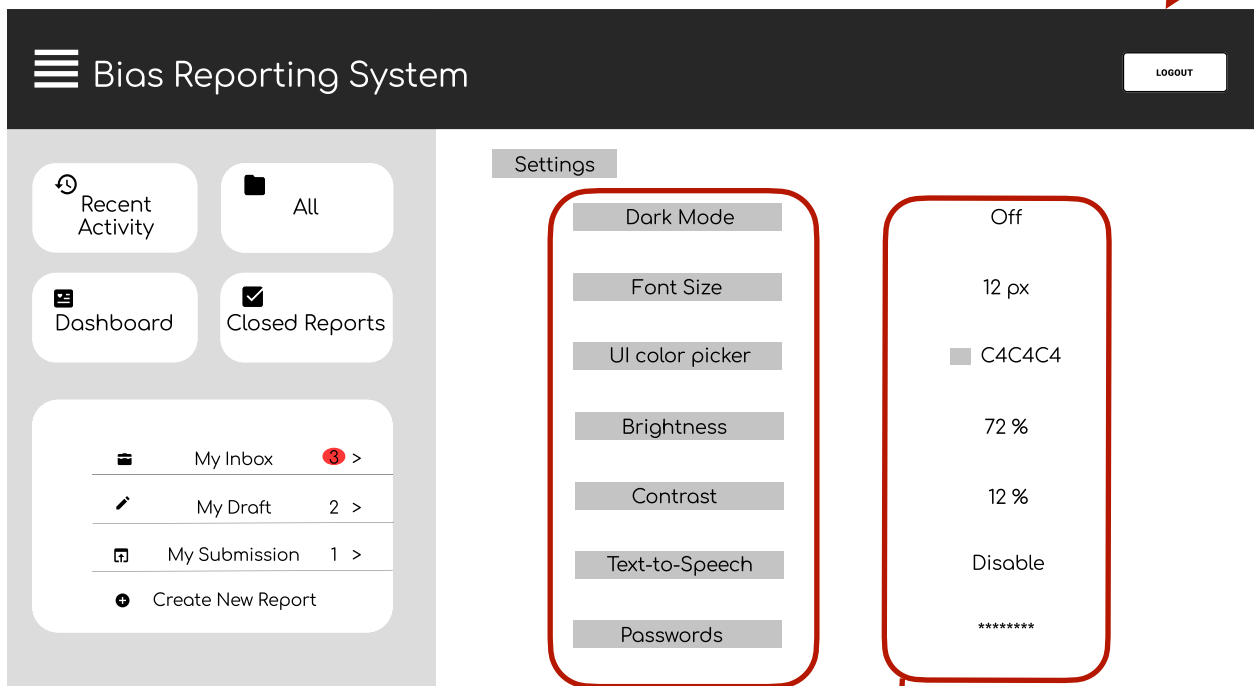 Bias Reporting System
LOGOUT
Recent
Activity
All
Dashboard
Closed Reports
My Inbox 3 >
My Draft 2 >
My Submission 1 >
Create New Report
Settings
Dark Mode Off
Font Size 12 px
UI color picker C4C4C4
Brightness 72 %
Contrast 12 %
Text-to-Speech Disable
Passwords ********